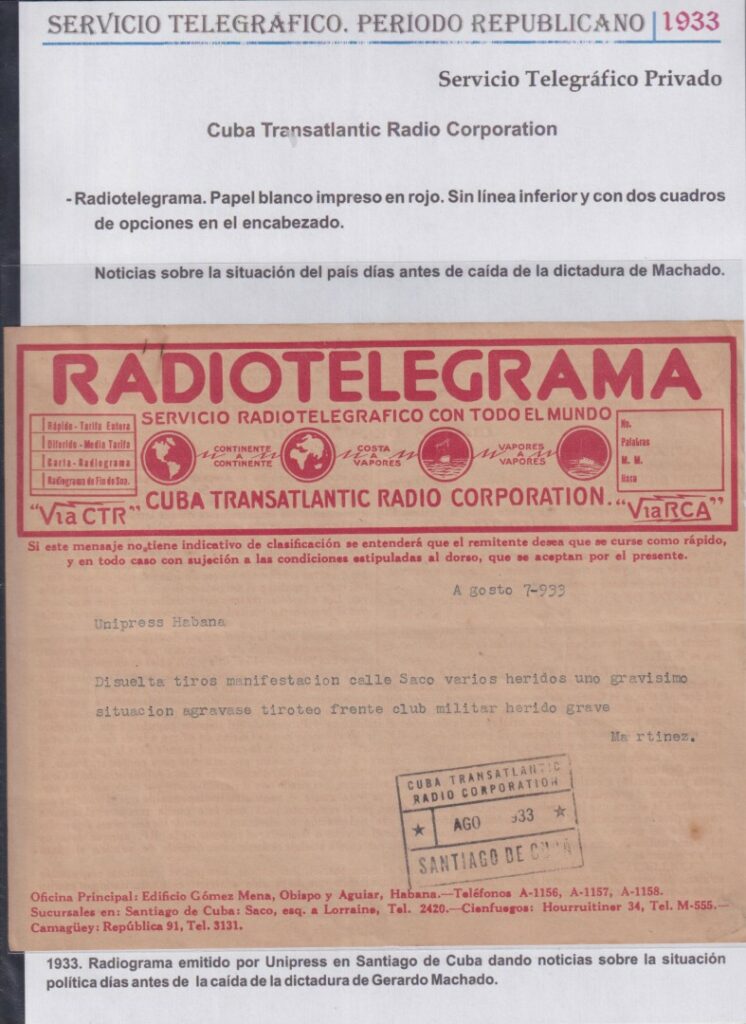 SERVICIO TELEGRÁFICO. PERIODO REPUBLICANO | 1933
Servicio Telegráfico Privado
Cuba Transatlantic Radio Corporation
- Radiotelegrama. Papel blanco impreso en rojo. Sin línea inferior y con dos cuadros
de opciones en el encabezado.
Noticias sobre la situación del país días antes de caída de la dictadura de Machado.
RADIOTELEGRAMA
SERVICIO RADIOTELEGRAFICO CON TODO EL MUNDO
Rápido - Tarifa Entera
Diferido - Media Tarifa
Carta - Radiograma
Radiograma de Fin de Sna.
CONTINENTE
A
CONTINENTE
COSTA
A
VAPORES
VAPORES
A
VAPORES
No.
Palabras
M. M.
Hora
"Via CTR"
CUBA TRANSATLANTIC RADIO CORPORATION.
"Via RCA"
Si este mensaje no tiene indicativo de clasificación se entenderá que el remitente desea que se curse como rápido,
y en todo caso con sujeción a las condiciones estipuladas al dorso, que se aceptan por el presente.
A gosto 7-933
Unipress Habana
Disuelta tiros manifestacion calle Saco varios heridos uno gravisimo
situacion agravase tiroteo frente club militar herido grave
Ma rtinez.
CUBA TRANSATLANTIC
RADIO CORPORATION
AGO 933
SANTIAGO DE CUBA
Oficina Principal: Edificio Gómez Mena, Obispo y Aguiar, Habana.—Teléfonos A-1156, A-1157, A-1158.
Sucursales en: Santiago de Cuba: Saco, esq. a Lorraine, Tel. 2420.—Cienfuegos: Hourruitiner 34, Tel. M-555.—
Camagüey: República 91, Tel. 3131.
1933. Radiograma emitido por Unipress en Santiago de Cuba dando noticias sobre la situación
política días antes de la caída de la dictadura de Gerardo Machado.